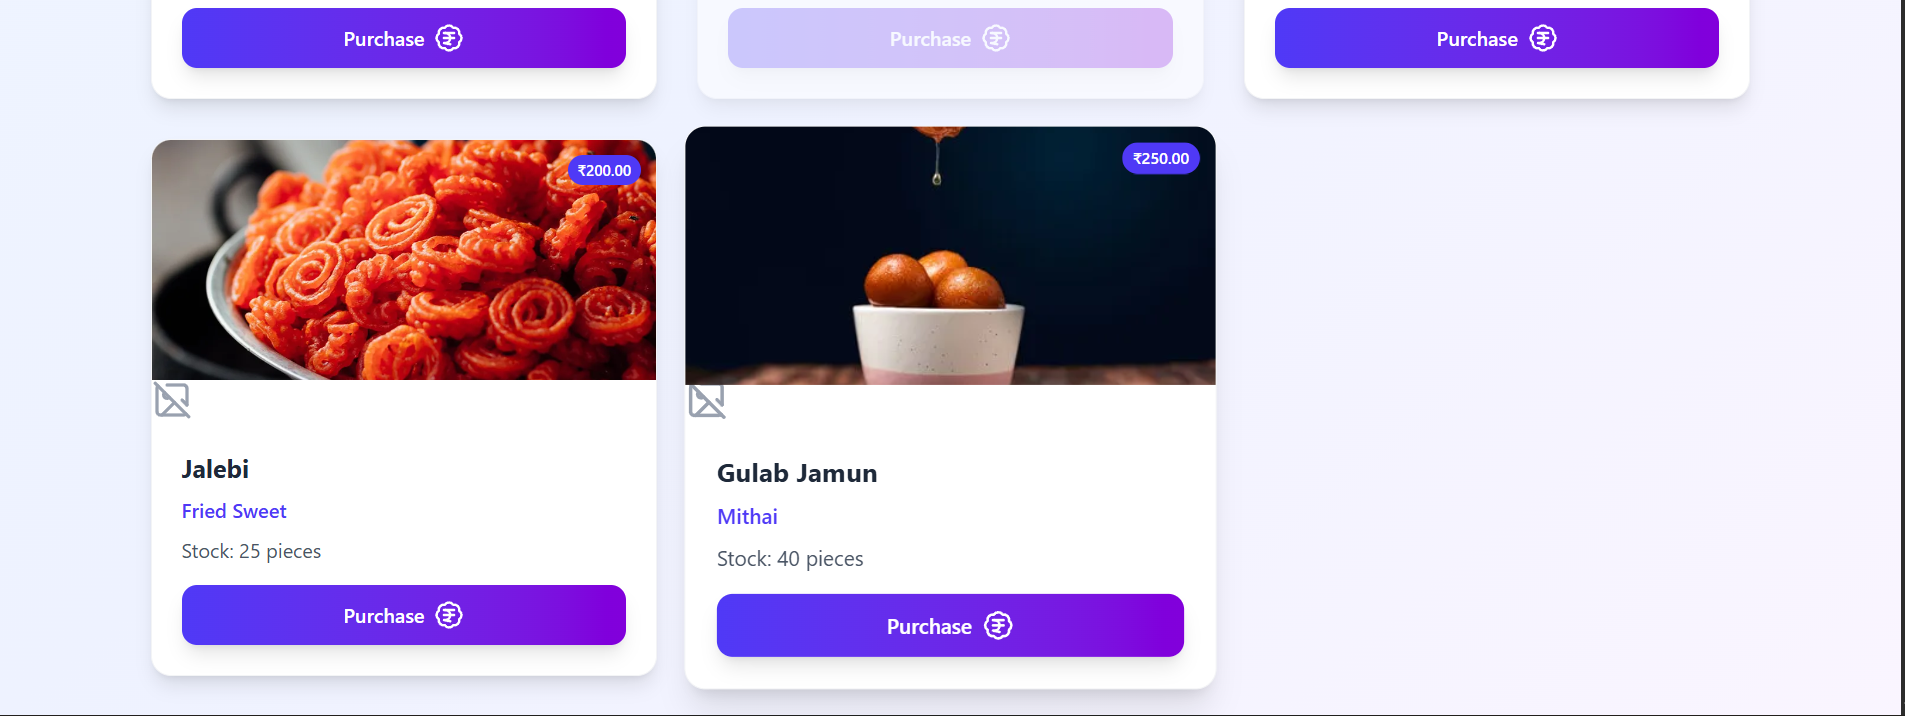 Purchase
Purchase
Purchase
₹200.00
Jalebi
Fried Sweet
Stock: 25 pieces
Purchase
₹250.00
Gulab Jamun
Mithai
Stock: 40 pieces
Purchase